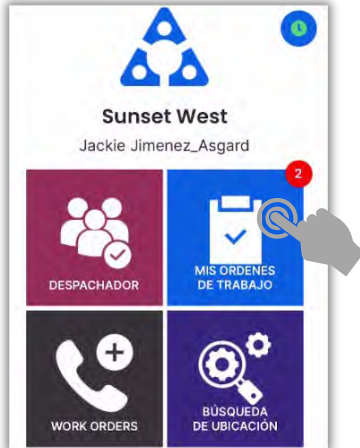 Sunset West
Jackie Jimenez_Asgard
2
DESPACHADOR
MIS ORDENES
DE TRABAJO
WORK ORDERS
BÚSQUEDA
DE UBICACIÓN